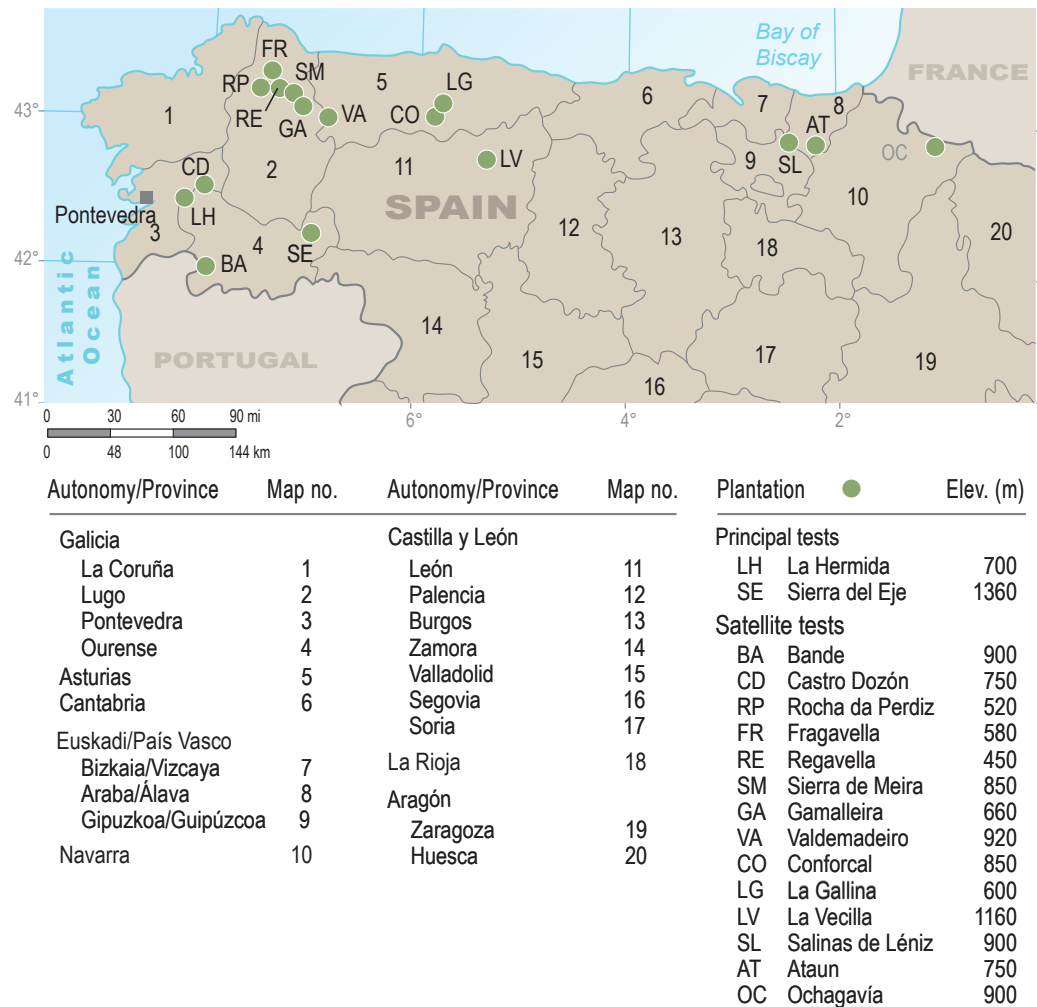 Bay of
Biscay
FRANCE
FR
RP
SM
5
LG
6
7
8
43°
1
RE
GA
VA
CO
AT
SL
OC
2
CD
11
LV
9
10
LH
SPAIN
Pontevedra
3
4
SE
12
13
18
20
42°
BA
Atlantic
Ocean
PORTUGAL
14
15
16
17
19
41°
6°
4°
2°
0 30 60 90 mi
0 48 100 144 km
Autonomy/Province Map no.
Galicia
La Coruña 1
Lugo 2
Pontevedra 3
Ourense 4
Asturias 5
Cantabria 6
Euskadi/País Vasco
Bizkaia/Vizcaya 7
Araba/Álava 8
Gipuzkoa/Guipúzcoa 9
Navarra 10
Autonomy/Province Map no.
Castilla y León
León 11
Palencia 12
Burgos 13
Zamora 14
Valladolid 15
Segovia 16
Soria 17
La Rioja 18
Aragón
Zaragoza 19
Huesca 20
Plantation Elev. (m)
Principal tests
LH La Hermida 700
SE Sierra del Eje 1360
Satellite tests
BA Bande 900
CD Castro Dozón 750
RP Rocha da Perdiz 520
FR Fragavella 580
RE Regavella 450
SM Sierra de Meira 850
GA Gamalleira 660
VA Valdemadeiro 920
CO Conforcal 850
LG La Gallina 600
LV La Vecilla 1160
SL Salinas de Léniz 900
AT Ataun 750
OC Ochagavía 900